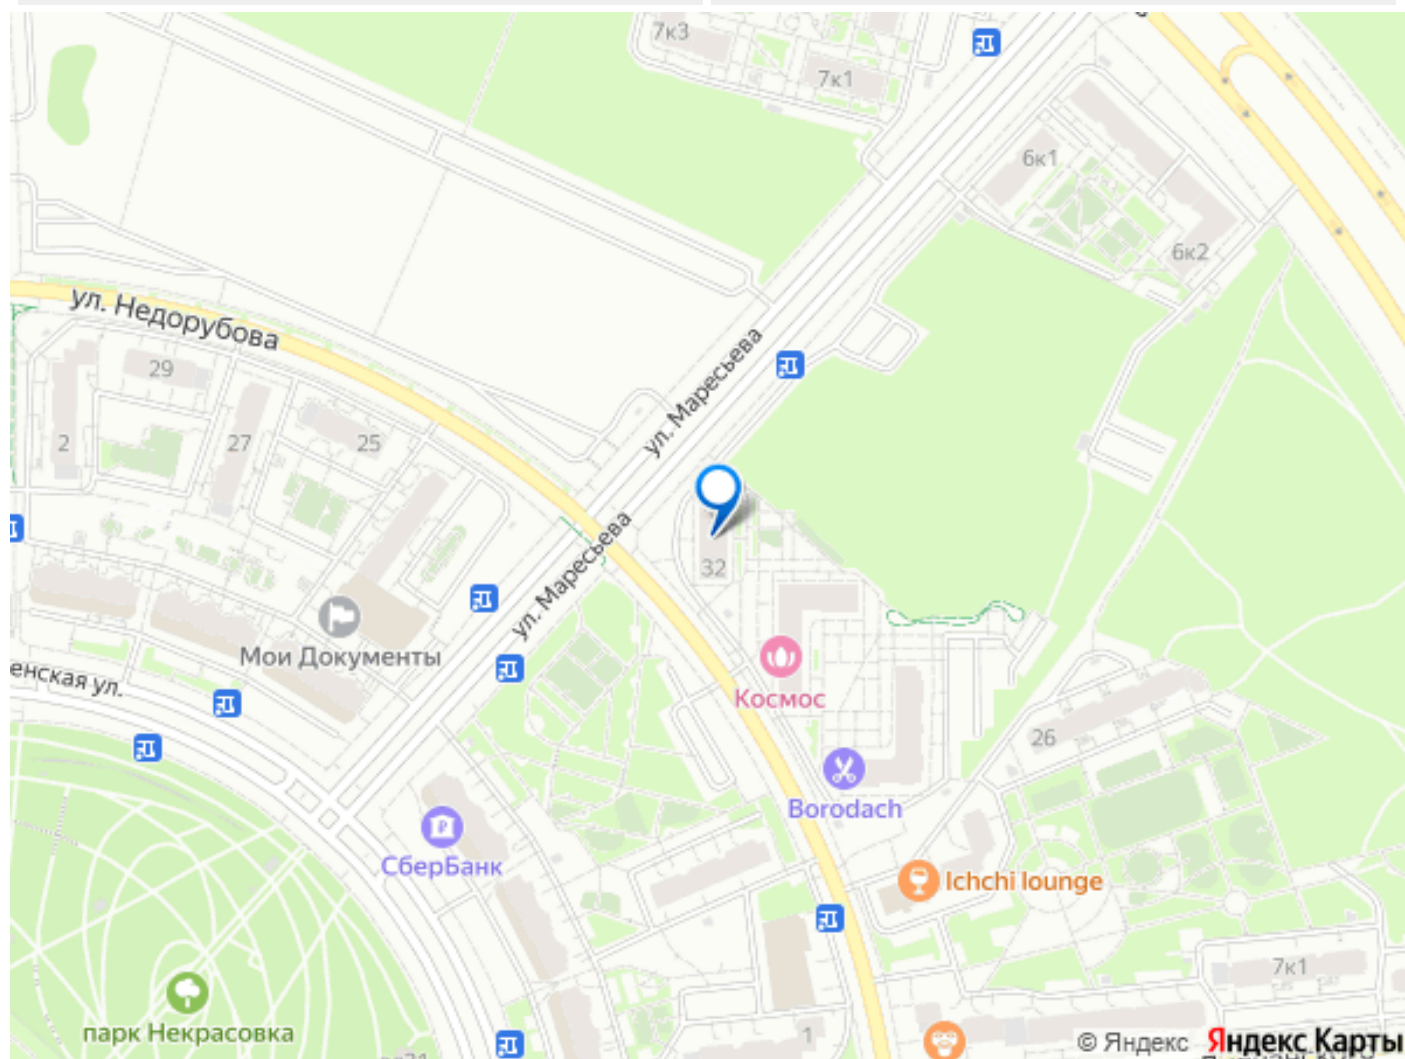 7к3
7к1
6к1
6к2
ул. Недорубова
ул. Маресьева
29
2
27
25
32
ул. Маресьева
Мои Документы
енская ул.
Космос
26
Borodach
СберБанк
Ichchi lounge
7к1
парк Некрасовка
1
© Яндекс Яндекс Карты